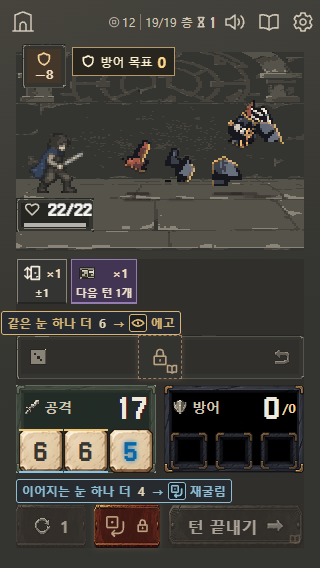 12 | 19/19 층 1
-8
방어 목표 0
22/22
×1
±1
×1
다음 턴 1개
같은 눈 하나 더 6 → 예고
공격 17
방어 0/0
6 6 5
이어지는 눈 하나 더 4 → 재굴림
1
턴 끝내기